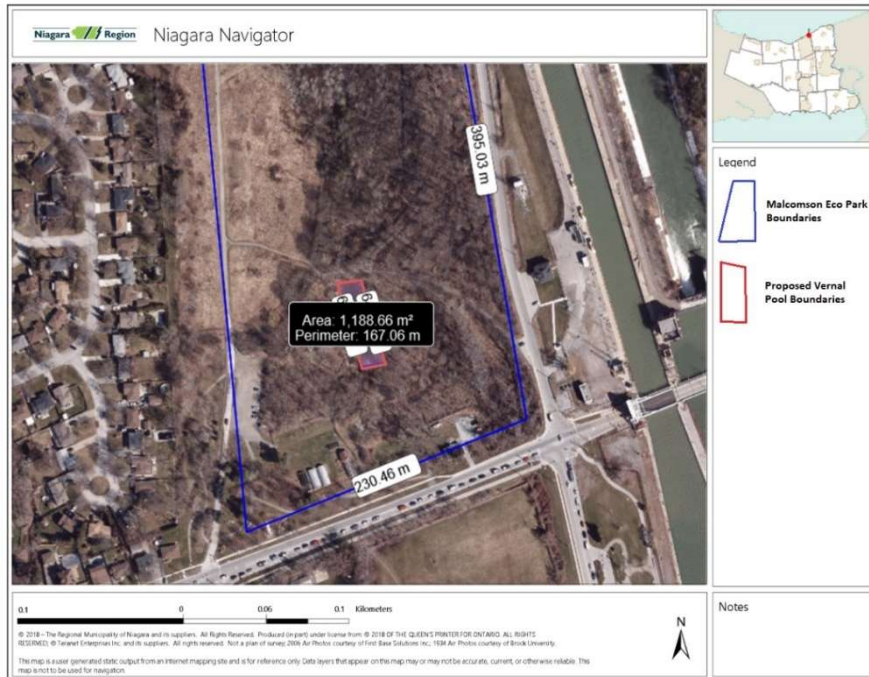 Niagara Region Niagara Navigator
395.03 m
Area: 1,188.66 m²
Perimeter: 167.06 m
230.46 m
Legend
Malcomson Eco Park
Boundaries
Proposed Vernal
Pool Boundaries
0.1 0 0.06 0.1 Kilometers
© 2018 - The Regional Municipality of Niagara and its suppliers. All Rights Reserved. Produced (in part) under license from: © 2018 OF THE QUEEN'S PRINTER FOR ONTARIO. ALL RIGHTS
RESERVED; © Teranet Enterprises Inc. and its suppliers. All rights reserved. Not a plan of survey; 2006 Air Photos courtesy of First Base Solutions Inc.; 1934 Air Photos courtesy of Brock University.
This map is a user generated static output from an Internet mapping site and is for reference only. Data layers that appear on this map may or may not be accurate, current, or otherwise reliable. This
map is not to be used for navigation.
N
Notes